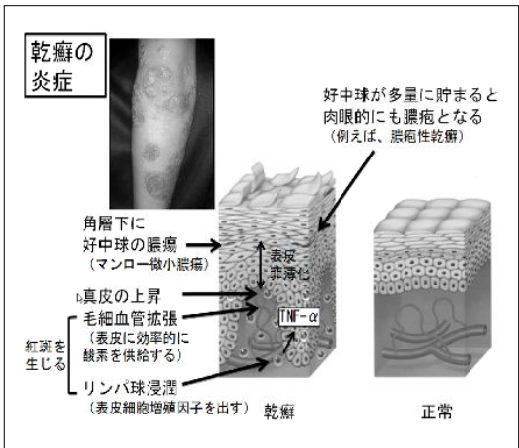 乾癬の
炎症
好中球が多量に貯まると
肉眼的にも膿疱となる
(例えば、膿疱性乾癬)
角層下に
好中球の膿瘍
(マンロー微小膿瘍)
表皮
菲薄化
真皮の上昇
毛細血管拡張
(表皮に効率的に
酸素を供給する)
紅斑を
生じる
TNF-α
リンパ球浸潤
(表皮細胞増殖因子を出す)
乾癬
正常